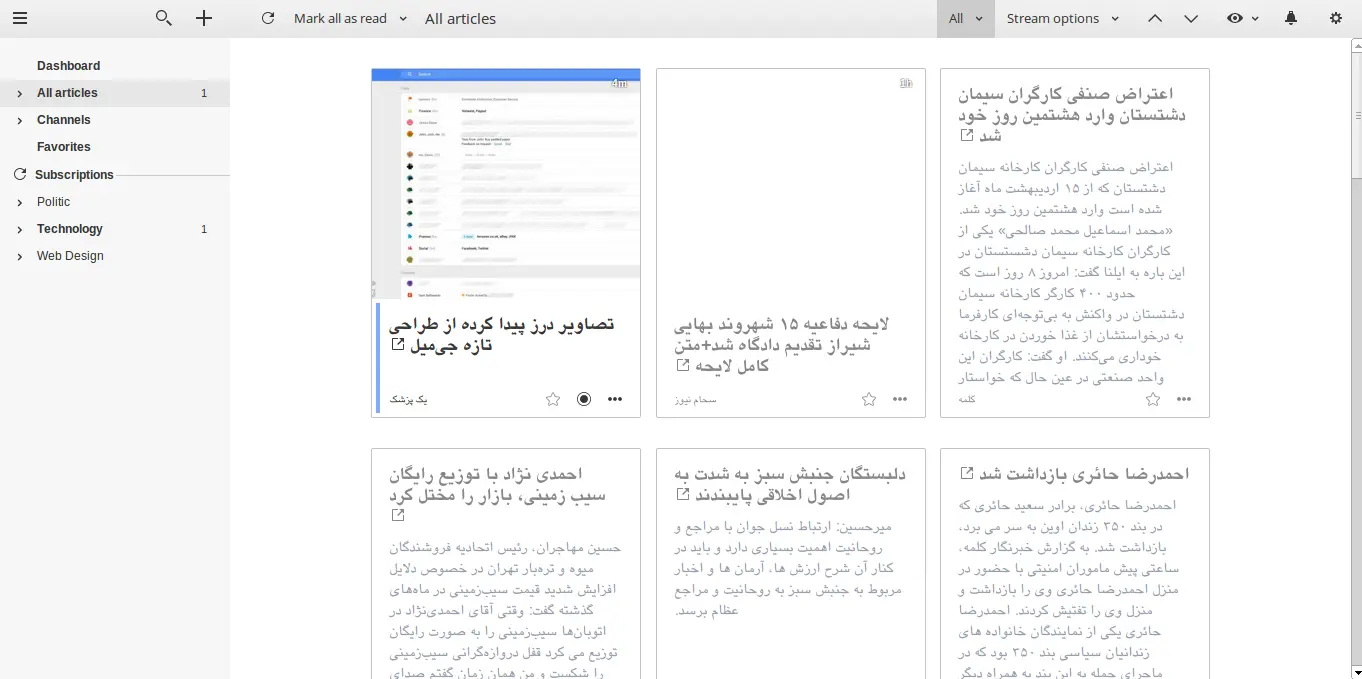 Mark all as read
All articles
All
Stream options
Dashboard
All articles
1
Channels
Favorites
Subscriptions
Politic
Technology
1
Web Design
4m
تصاویر درز پیدا کرده از طراحی
تازه جی‌میل
یک پزشک
1h
لایحه دفاعیه ۱۵ شهروند بهایی
شیراز تقدیم دادگاه شد+متن
کامل لایحه
سحام نیوز
اعتراض صنفی کارگران سیمان
دشتستان وارد هشتمین روز خود
شد
اعتراض صنفی کارگران کارخانه سیمان
دشتستان که از ۱۵ اردیبهشت ماه آغاز
شده است وارد هشتمین روز خود شد.
«محمد اسماعیل محمد صالحی» یکی از
کارگران کارخانه سیمان دشستستان در
این باره به ایلنا گفت: امروز ۸ روز است که
حدود ۴۰۰ کارگر کارخانه سیمان
دشتستان در واکنش به بی‌توجه‌ای کارفرما
به درخواستشان از غذا خوردن در کارخانه
خوداری می‌کنند. او گفت: کارگران این
واحد صنعتی در عین حال که خواستار
کلمه
احمدی نژاد با توزیع رایگان
سیب زمینی، بازار را مختل کرد
حسین مهاجران، رئیس اتحادیه فروشندگان
میوه و تره‌بار تهران در خصوص دلایل
افزایش شدید قیمت سیب‌زمینی در ماه‌های
گذشته گفت: وقتی آقای احمدی‌نژاد در
اتوبان‌ها سیب‌زمینی را به صورت رایگان
توزیع می کرد قفل دروازه‌گرانی سیب‌زمینی
را شکست و من همان زمان گفتم صدای
دلبستگان جنبش سبز به شدت به
اصول اخلاقی پایبندند
میرحسین: ارتباط نسل جوان با مراجع و
روحانیت اهمیت بسیاری دارد و باید در
کنار آن شرح ارزش ها، آرمان ها و اخبار
مربوط به جنبش سبز به روحانیت و مراجع
عظام برسد.
احمدرضا حائری بازداشت شد
احمدرضا حائری، برادر سعید حائری که
در بند ۳۵۰ زندان اوین به سر می برد،
بازداشت شد. به گزارش خبرنگار کلمه،
ساعتی پیش ماموران امنیتی با حضور در
منزل احمدرضا حائری وی را بازداشت و
منزل وی را تفتیش کردند. احمدرضا
حائری یکی از نمایندگان خانواده های
زندانیان سیاسی بند ۳۵۰ بود که در
ماجرای حمله به این بند به همراه دیگر